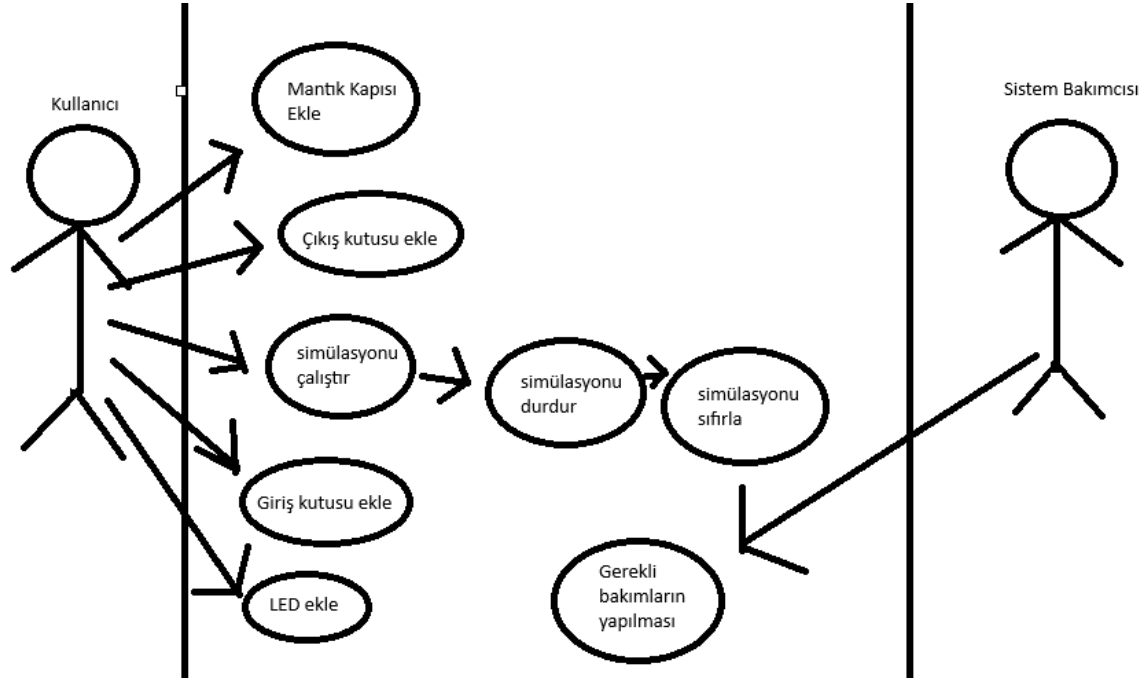 Kullanıcı
Sistem Bakımcısı
Mantık Kapısı
Ekle
Çıkış kutusu ekle
simülasyonu
çalıştır
simülasyonu
durdur
simülasyonu
sıfırla
Giriş kutusu ekle
LED ekle
Gerekli
bakımların
yapılması